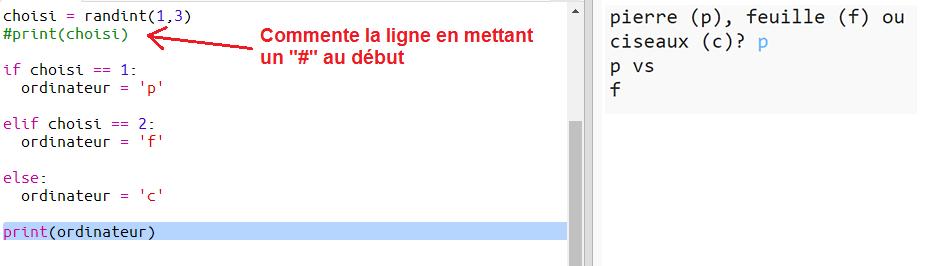 choisi = randint(1,3)
#print(choisi)
Commente la ligne en mettant
un "#" au début
if choisi == 1:
  ordinateur = 'p'
elif choisi == 2:
  ordinateur = 'f'
else:
  ordinateur = 'c'
print(ordinateur)
pierre (p), feuille (f) ou
ciseaux (c)? p
p vs
f